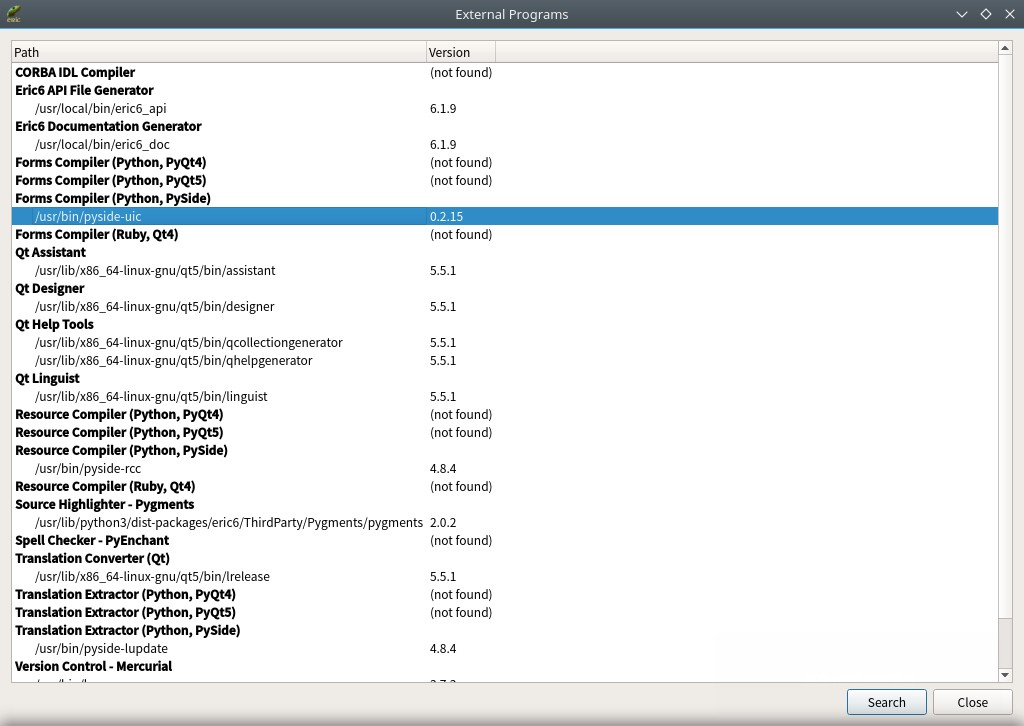 External Programs
Path Version
CORBA IDL Compiler (not found)
Eric6 API File Generator
/usr/local/bin/eric6_api 6.1.9
Eric6 Documentation Generator
/usr/local/bin/eric6_doc 6.1.9
Forms Compiler (Python, PyQt4) (not found)
Forms Compiler (Python, PyQt5) (not found)
Forms Compiler (Python, PySide)
/usr/bin/pyside-uic 0.2.15
Forms Compiler (Ruby, Qt4) (not found)
Qt Assistant
/usr/lib/x86_64-linux-gnu/qt5/bin/assistant 5.5.1
Qt Designer
/usr/lib/x86_64-linux-gnu/qt5/bin/designer 5.5.1
Qt Help Tools
/usr/lib/x86_64-linux-gnu/qt5/bin/qcollectiongenerator 5.5.1
/usr/lib/x86_64-linux-gnu/qt5/bin/qhelpgenerator 5.5.1
Qt Linguist
/usr/lib/x86_64-linux-gnu/qt5/bin/linguist 5.5.1
Resource Compiler (Python, PyQt4) (not found)
Resource Compiler (Python, PyQt5) (not found)
Resource Compiler (Python, PySide)
/usr/bin/pyside-rcc 4.8.4
Resource Compiler (Ruby, Qt4) (not found)
Source Highlighter - Pygments
/usr/lib/python3/dist-packages/eric6/ThirdParty/Pygments/pygments 2.0.2
Spell Checker - PyEnchant (not found)
Translation Converter (Qt)
/usr/lib/x86_64-linux-gnu/qt5/bin/lrelease 5.5.1
Translation Extractor (Python, PyQt4) (not found)
Translation Extractor (Python, PyQt5) (not found)
Translation Extractor (Python, PySide)
/usr/bin/pyside-lupdate 4.8.4
Version Control - Mercurial
Search Close